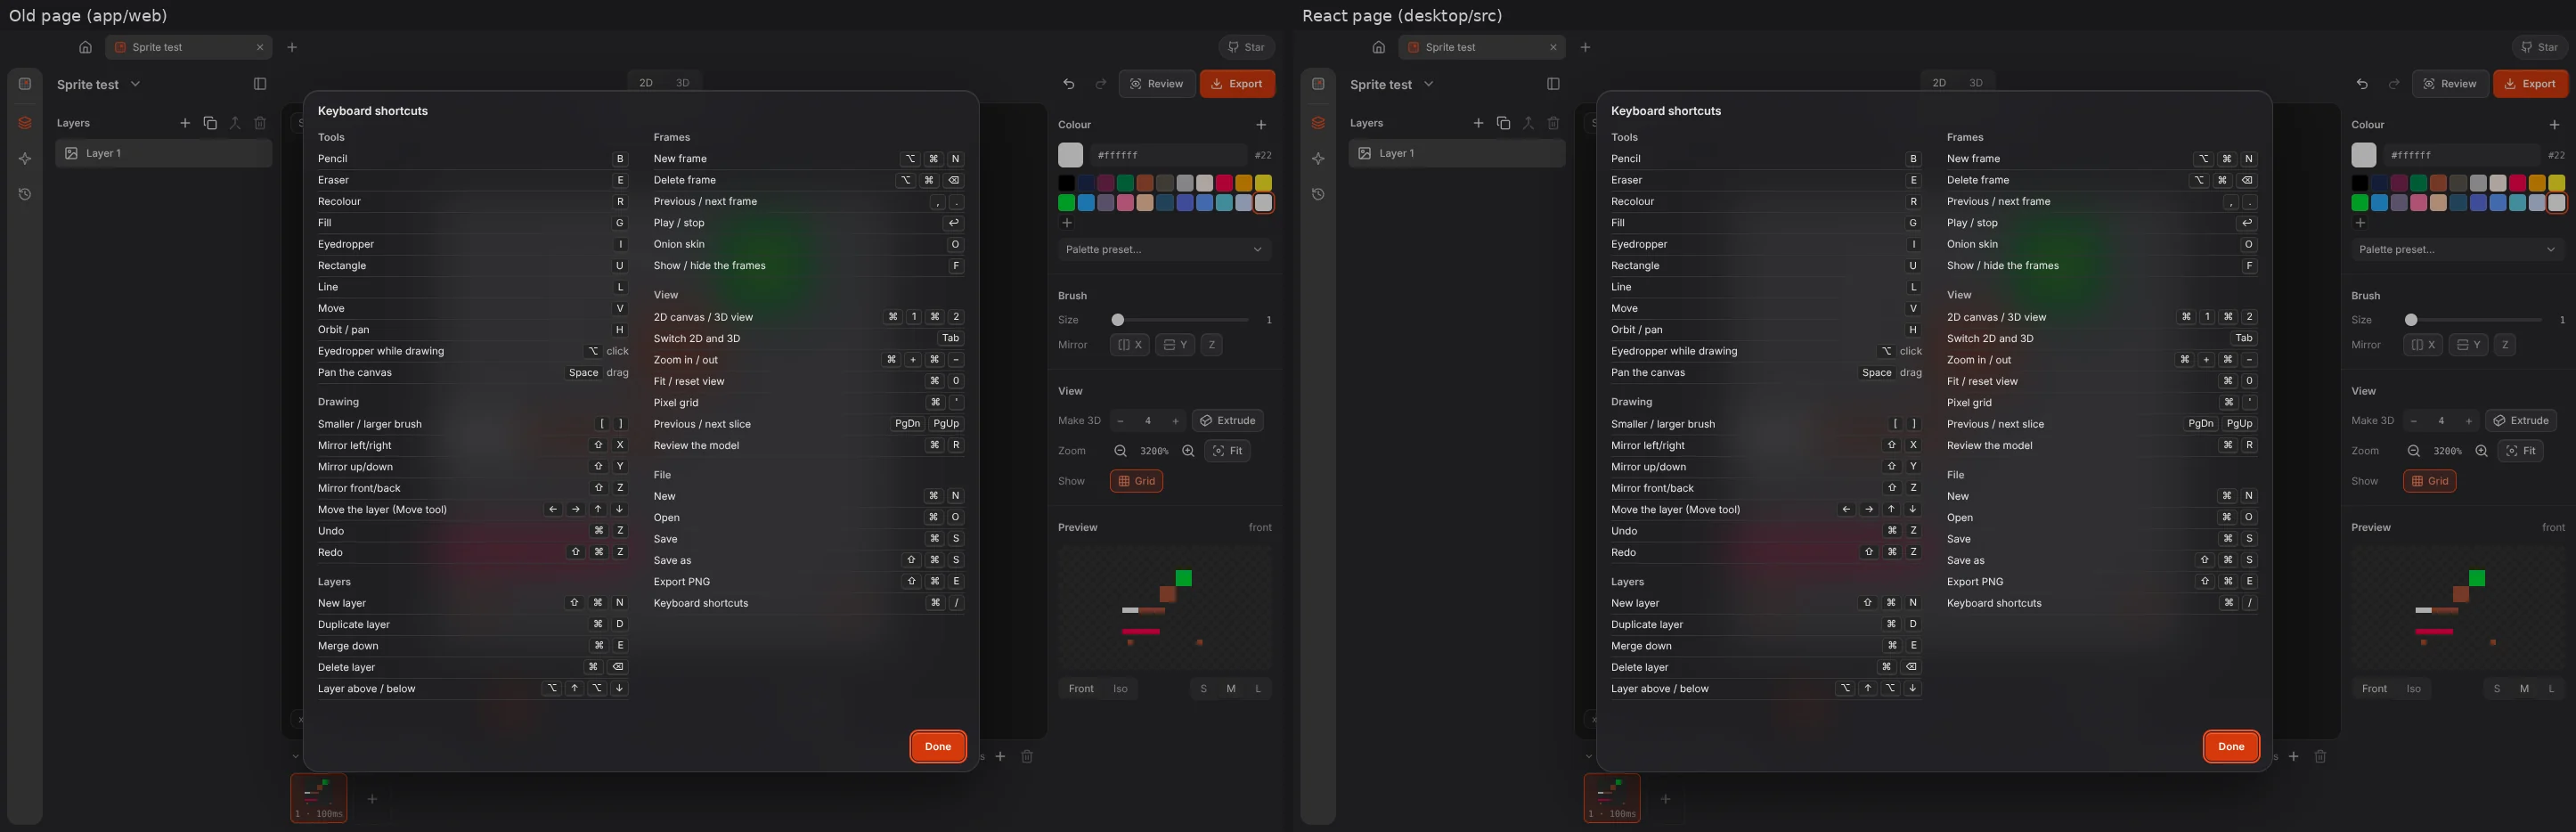 Old page (app/web)
Sprite test
Star
Sprite test
2D 3D
Review
Export
Layers
Layer 1
Keyboard shortcuts
Tools
Pencil B
Eraser E
Recolour R
Fill G
Eyedropper I
Rectangle U
Line L
Move V
Orbit / pan H
Eyedropper while drawing ⌥ click
Pan the canvas Space drag
Drawing
Smaller / larger brush [ ]
Mirror left/right ⇧ X
Mirror up/down ⇧ Y
Mirror front/back ⇧ Z
Move the layer (Move tool) ← → ↑ ↓
Undo ⌘ Z
Redo ⇧ ⌘ Z
Layers
New layer ⇧ ⌘ N
Duplicate layer ⌘ D
Merge down ⌘ E
Delete layer ⌘ ⌫
Layer above / below ⌥ ↑ ⌥ ↓
Frames
New frame ⌥ ⌘ N
Delete frame ⌥ ⌘ ⌫
Previous / next frame , .
Play / stop ↩
Onion skin O
Show / hide the frames F
View
2D canvas / 3D view ⌘ 1 ⌘ 2
Switch 2D and 3D Tab
Zoom in / out ⌘ + ⌘ −
Fit / reset view ⌘ 0
Pixel grid ⌘ '
Previous / next slice PgDn PgUp
Review the model ⌘ R
File
New ⌘ N
Open ⌘ O
Save ⌘ S
Save as ⇧ ⌘ S
Export PNG ⇧ ⌘ E
Keyboard shortcuts ⌘ /
Done
Colour
#ffffff #22
Palette preset...
Brush
Size 1
Mirror X Y Z
View
Make 3D − 4 + Extrude
Zoom 3200% Fit
Show Grid
Preview front
Front Iso S M L
1 · 100ms
React page (desktop/src)
Sprite test
Star
Sprite test
2D 3D
Review
Export
Layers
Layer 1
Keyboard shortcuts
Tools
Pencil B
Eraser E
Recolour R
Fill G
Eyedropper I
Rectangle U
Line L
Move V
Orbit / pan H
Eyedropper while drawing ⌥ click
Pan the canvas Space drag
Drawing
Smaller / larger brush [ ]
Mirror left/right ⇧ X
Mirror up/down ⇧ Y
Mirror front/back ⇧ Z
Move the layer (Move tool) ← → ↑ ↓
Undo ⌘ Z
Redo ⇧ ⌘ Z
Layers
New layer ⇧ ⌘ N
Duplicate layer ⌘ D
Merge down ⌘ E
Delete layer ⌘ ⌫
Layer above / below ⌥ ↑ ⌥ ↓
Frames
New frame ⌥ ⌘ N
Delete frame ⌥ ⌘ ⌫
Previous / next frame , .
Play / stop ↩
Onion skin O
Show / hide the frames F
View
2D canvas / 3D view ⌘ 1 ⌘ 2
Switch 2D and 3D Tab
Zoom in / out ⌘ + ⌘ −
Fit / reset view ⌘ 0
Pixel grid ⌘ '
Previous / next slice PgDn PgUp
Review the model ⌘ R
File
New ⌘ N
Open ⌘ O
Save ⌘ S
Save as ⇧ ⌘ S
Export PNG ⇧ ⌘ E
Keyboard shortcuts ⌘ /
Done
Colour
#ffffff #22
Palette preset...
Brush
Size 1
Mirror X Y Z
View
Make 3D − 4 + Extrude
Zoom 3200% Fit
Show Grid
Preview front
Front Iso S M L
1 · 100ms